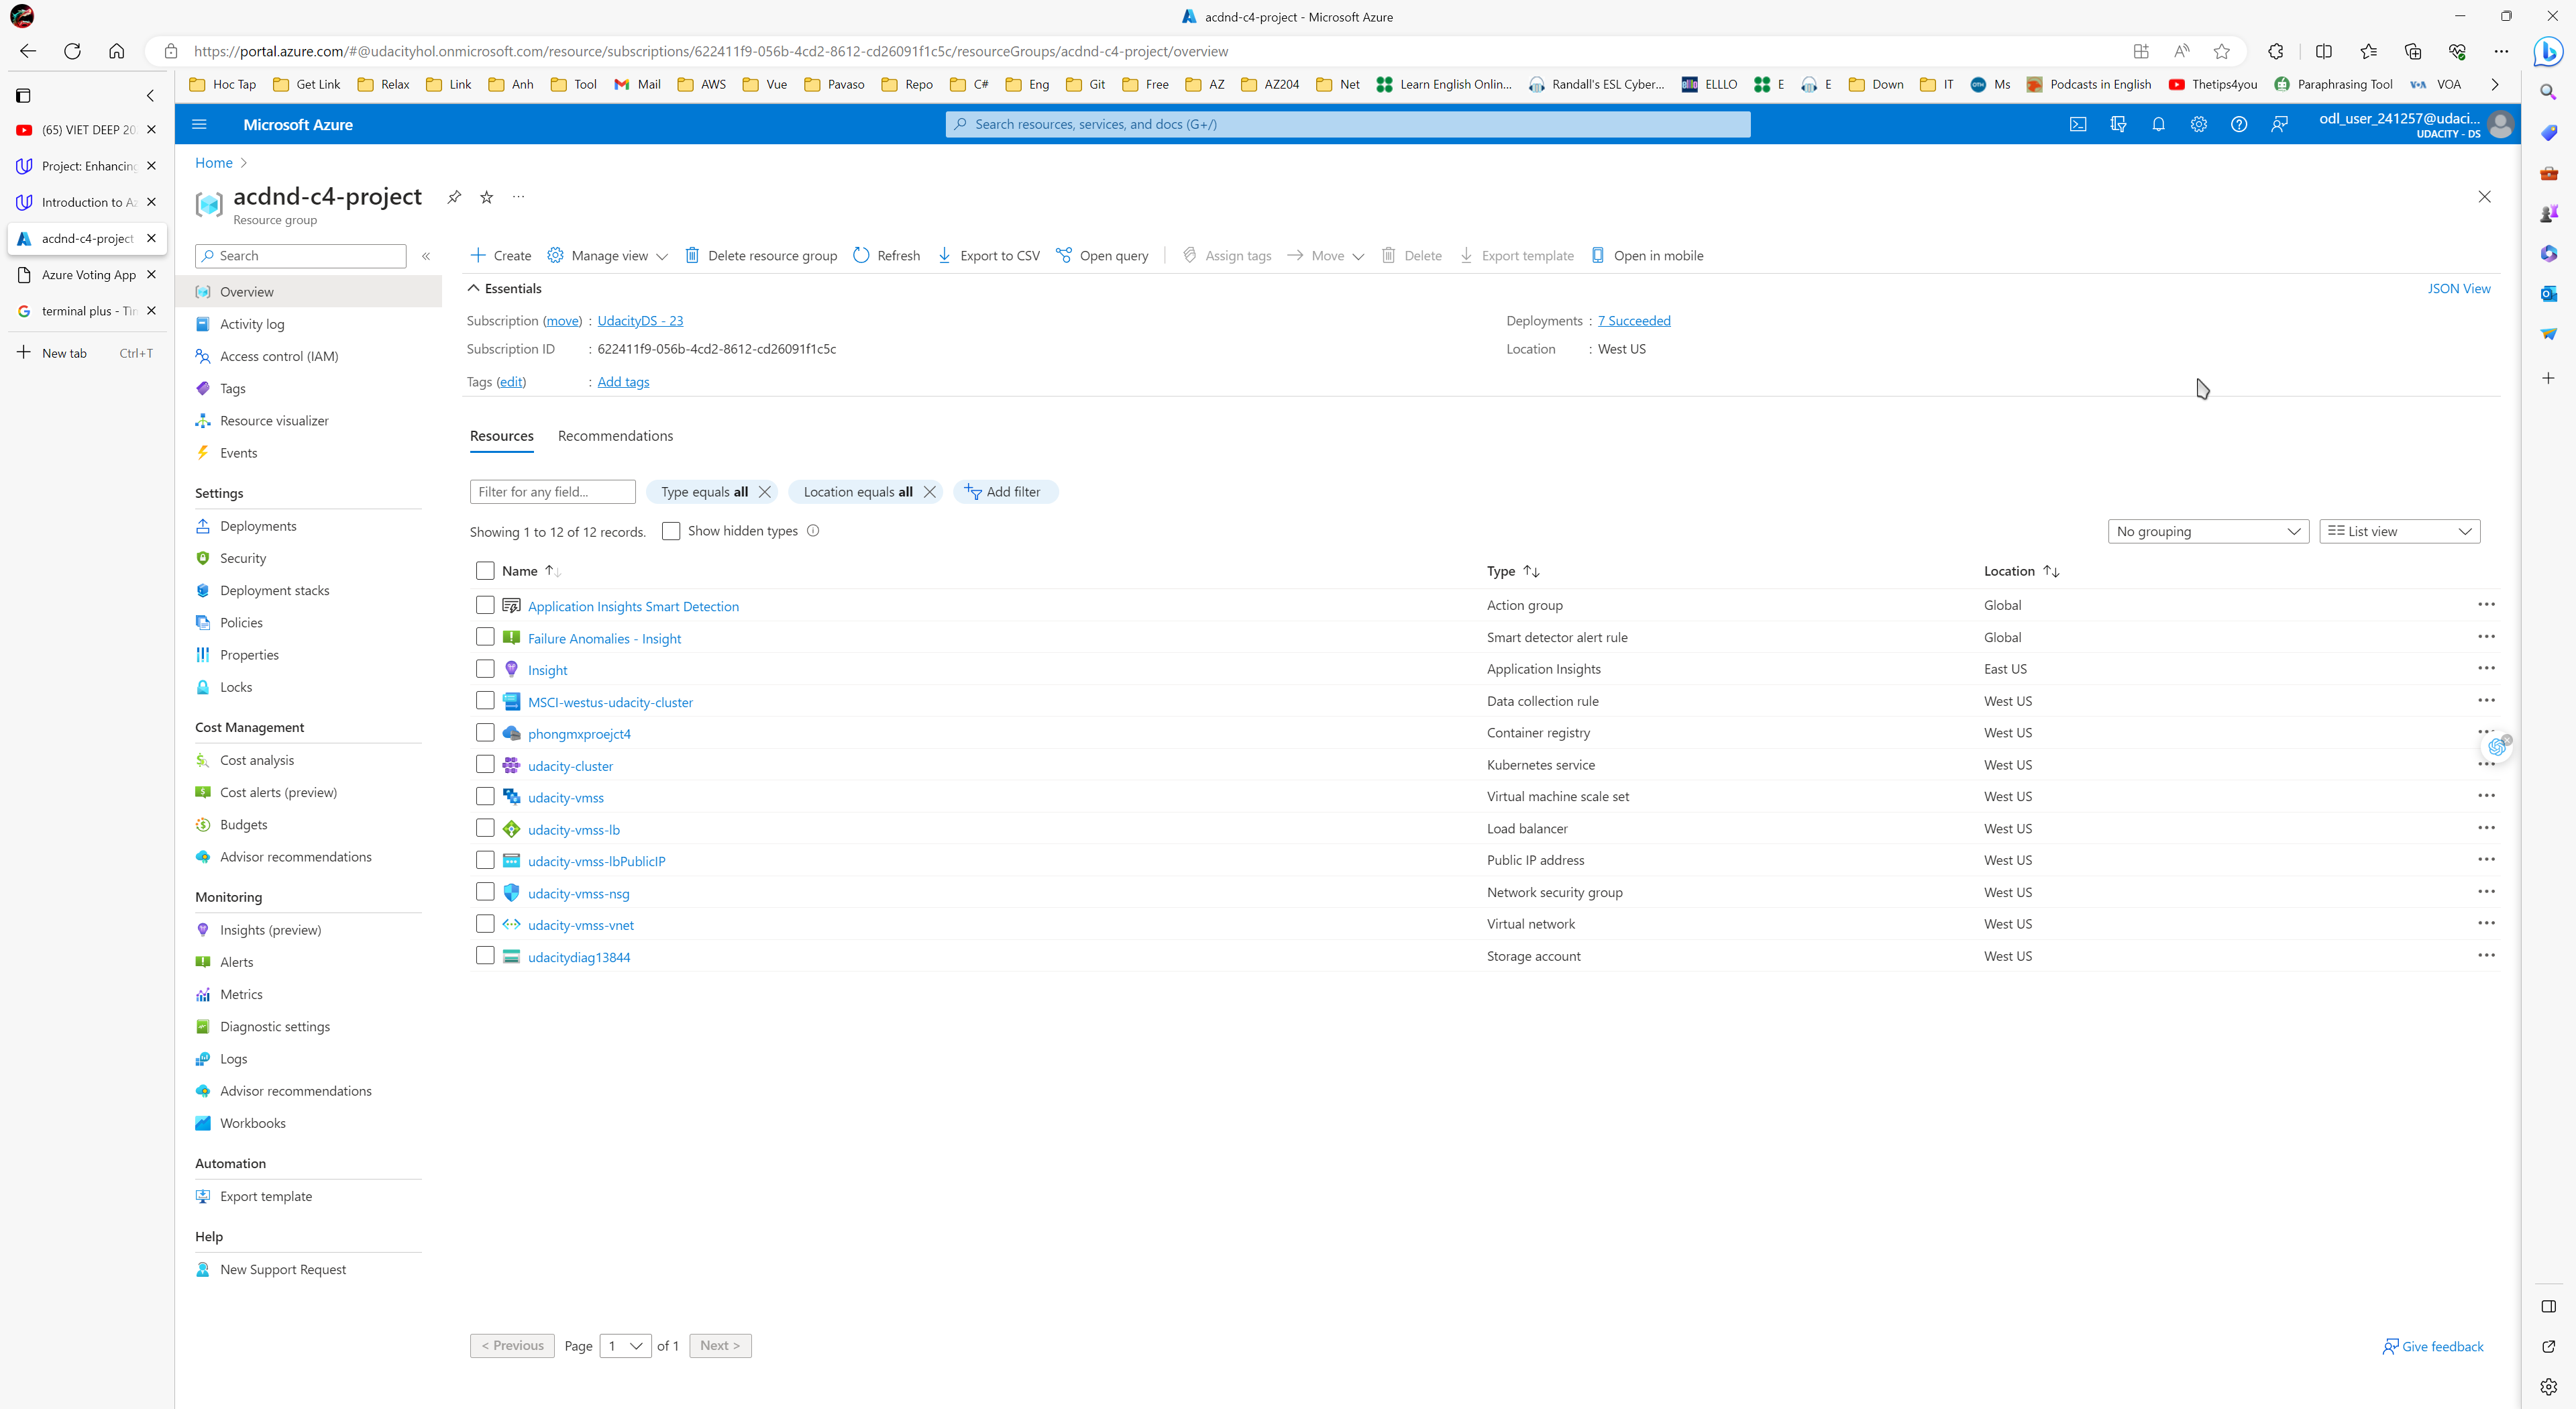 acdnd-c4-project - Microsoft Azure
https://portal.azure.com/#@udacityhol.onmicrosoft.com/resource/subscriptions/622411f9-056b-4cd2-8612-cd26091f1c5c/resourceGroups/acdnd-c4-project/overview
Hoc Tap Get Link Relax Link Anh Tool Mail AWS Vue Pavaso Repo C# Eng Git Free AZ AZ204 Net Learn English Onlin... Randall's ESL Cyber... ELLLO E E Down IT Ms Podcasts in English Thetips4you Paraphrasing Tool VOA
(65) VIET DEEP 20
Project: Enhancing
Introduction to Az
acdnd-c4-project
Azure Voting App
terminal plus - Tìm
New tab Ctrl+T
Microsoft Azure
Search resources, services, and docs (G+/)
odl_user_241257@udaci...
UDACITY - DS
Home >
acdnd-c4-project
Resource group
Search
Overview
Activity log
Access control (IAM)
Tags
Resource visualizer
Events
Settings
Deployments
Security
Deployment stacks
Policies
Properties
Locks
Cost Management
Cost analysis
Cost alerts (preview)
Budgets
Advisor recommendations
Monitoring
Insights (preview)
Alerts
Metrics
Diagnostic settings
Logs
Advisor recommendations
Workbooks
Automation
Export template
Help
New Support Request
Create Manage view Delete resource group Refresh Export to CSV Open query Assign tags Move Delete Export template Open in mobile
Essentials
JSON View
Subscription (move) : UdacityDS - 23
Deployments : 7 Succeeded
Subscription ID : 622411f9-056b-4cd2-8612-cd26091f1c5c
Location : West US
Tags (edit) : Add tags
Resources Recommendations
Filter for any field... Type equals all Location equals all Add filter
Showing 1 to 12 of 12 records. Show hidden types
No grouping List view
Name Type Location
Application Insights Smart Detection Action group Global
Failure Anomalies - Insight Smart detector alert rule Global
Insight Application Insights East US
MSCI-westus-udacity-cluster Data collection rule West US
phongmxproejct4 Container registry West US
udacity-cluster Kubernetes service West US
udacity-vmss Virtual machine scale set West US
udacity-vmss-lb Load balancer West US
udacity-vmss-lbPublicIP Public IP address West US
udacity-vmss-nsg Network security group West US
udacity-vmss-vnet Virtual network West US
udacitydiag13844 Storage account West US
< Previous Page 1 of 1 Next >
Give feedback